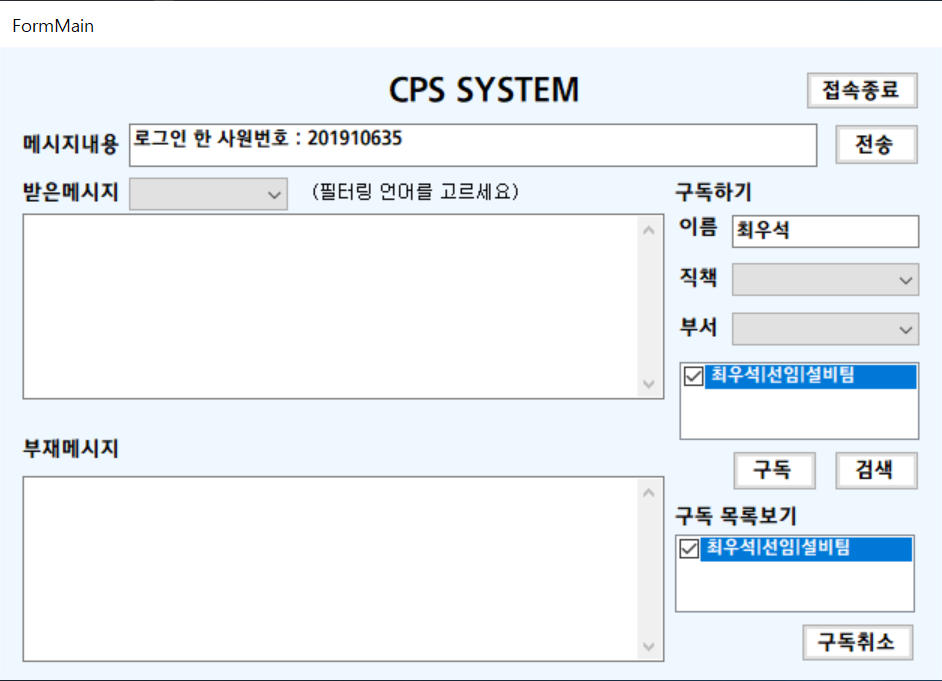 FormMain
CPS SYSTEM
접속종료
메시지내용
로그인 한 사원번호 : 201910635
전송
받은메시지
(필터링 언어를 고르세요)
구독하기
이름
최우석
직책
부서
최우석|선임|설비팀
구독
검색
부재메시지
구독 목록보기
최우석|선임|설비팀
구독취소